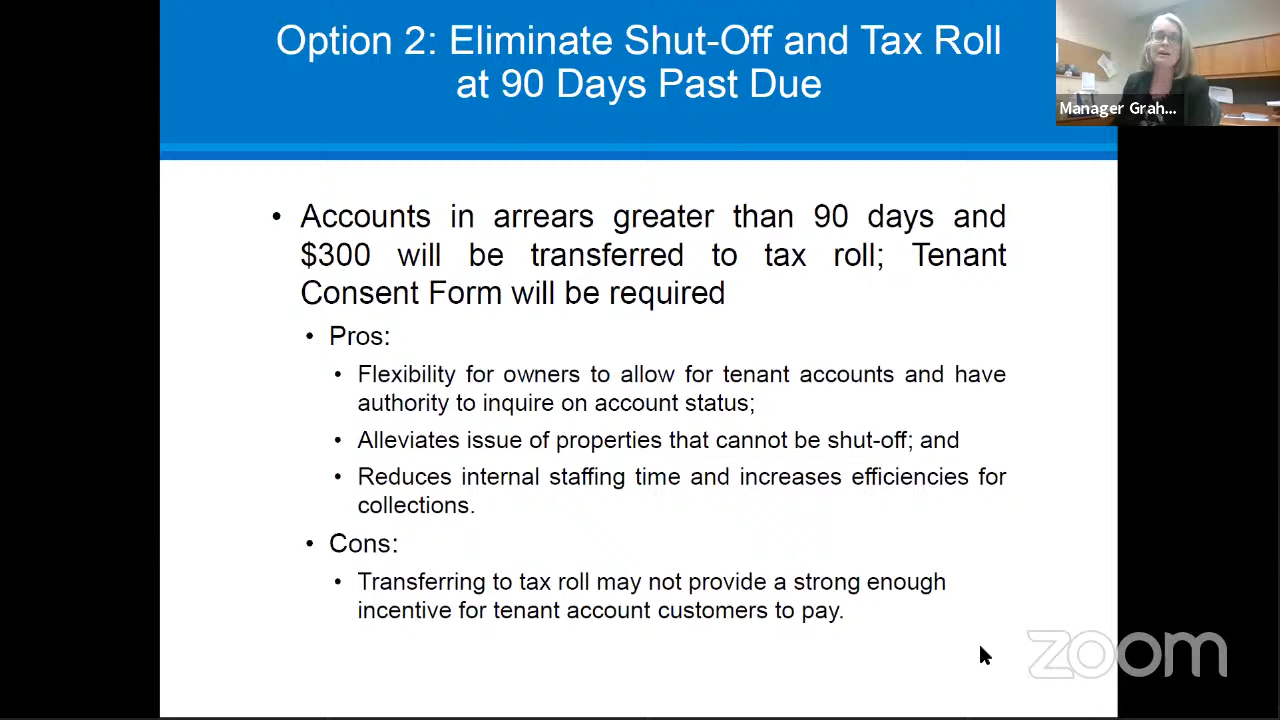 Option 2: Eliminate Shut-Off and Tax Roll
at 90 Days Past Due
Manager Grah...
• Accounts in arrears greater than 90 days and
$300 will be transferred to tax roll; Tenant
Consent Form will be required
• Pros:
• Flexibility for owners to allow for tenant accounts and have
authority to inquire on account status;
• Alleviates issue of properties that cannot be shut-off; and
• Reduces internal staffing time and increases efficiencies for
collections.
• Cons:
• Transferring to tax roll may not provide a strong enough
incentive for tenant account customers to pay.
zoom